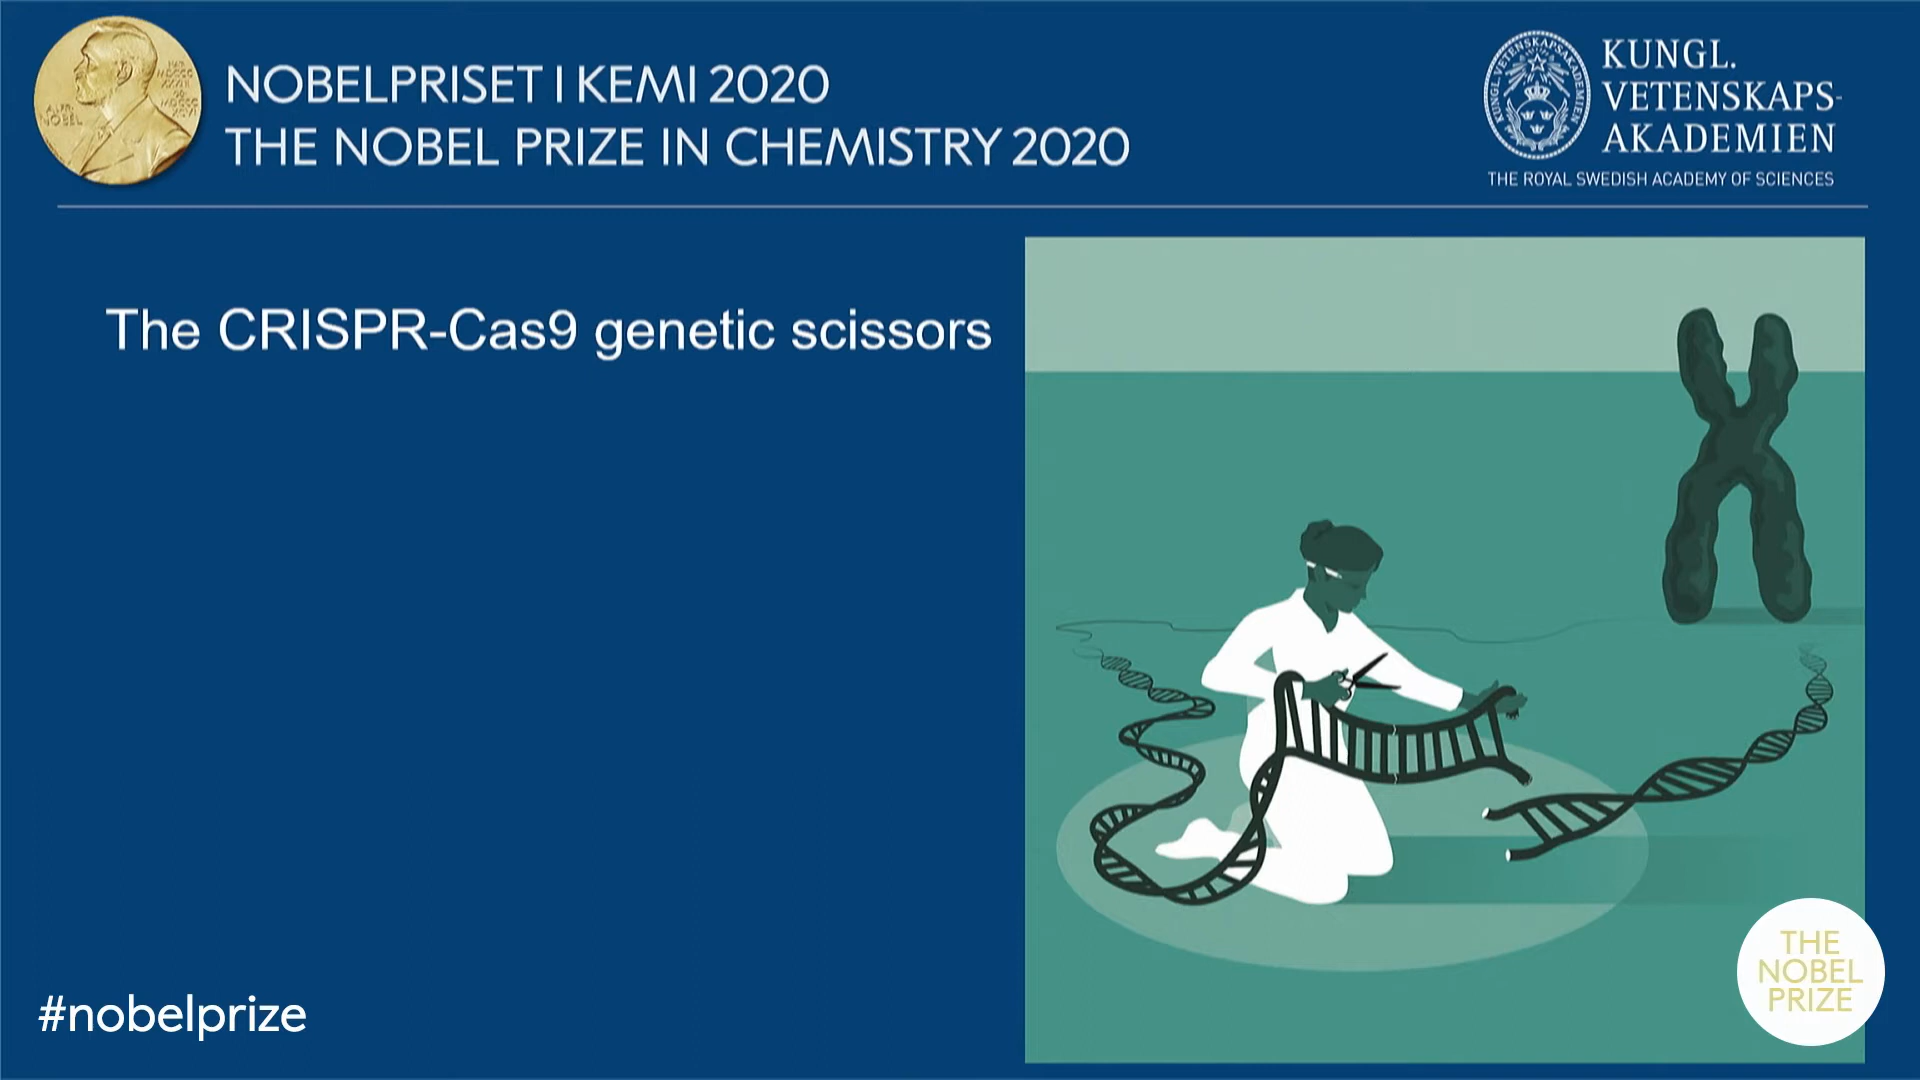 NOBELPRISET I KEMI 2020
THE NOBEL PRIZE IN CHEMISTRY 2020
KUNGL.
VETENSKAPS-
AKADEMIEN
THE ROYAL SWEDISH ACADEMY OF SCIENCES
The CRISPR-Cas9 genetic scissors
#nobelprize
THE
NOBEL
PRIZE